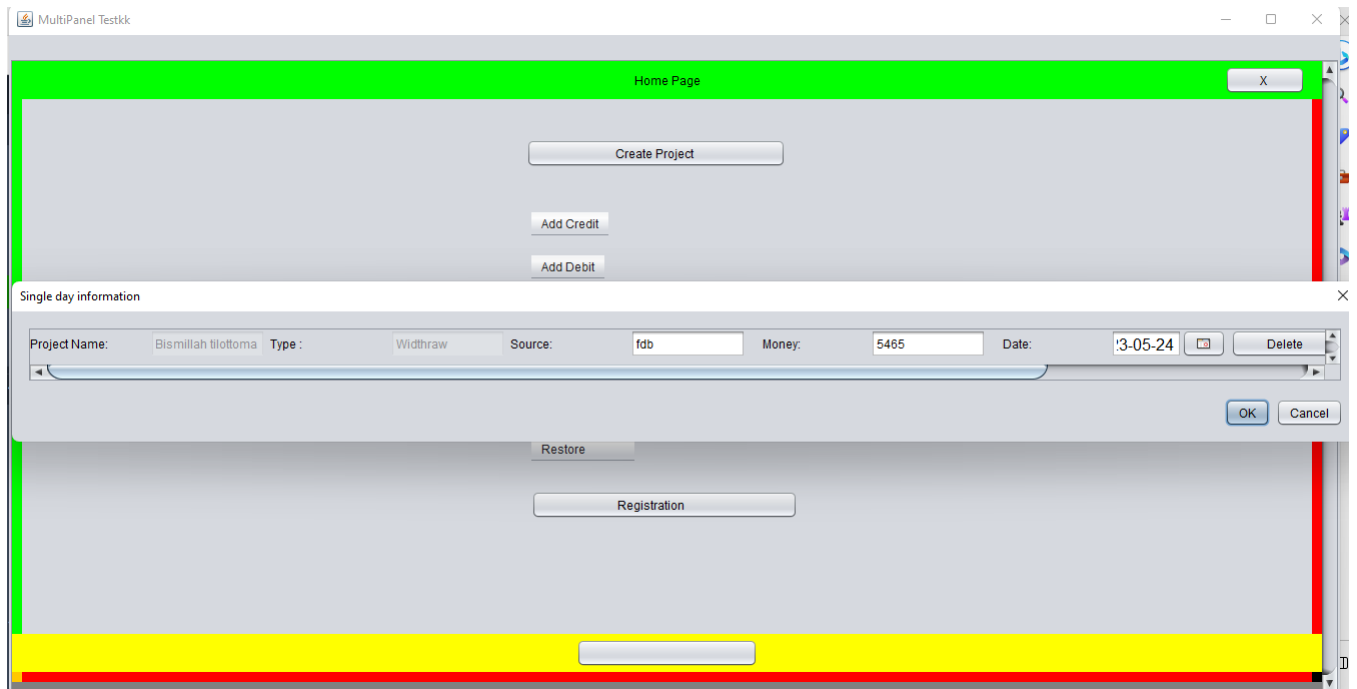 MultiPanel Testkk
Home Page
X
Create Project
Add Credit
Add Debit
Single day information
Project Name: Bismillah tilottoma Type : Widthraw Source: fdb Money: 5465 Date: 3-05-24 Delete
OK Cancel
Restore
Registration